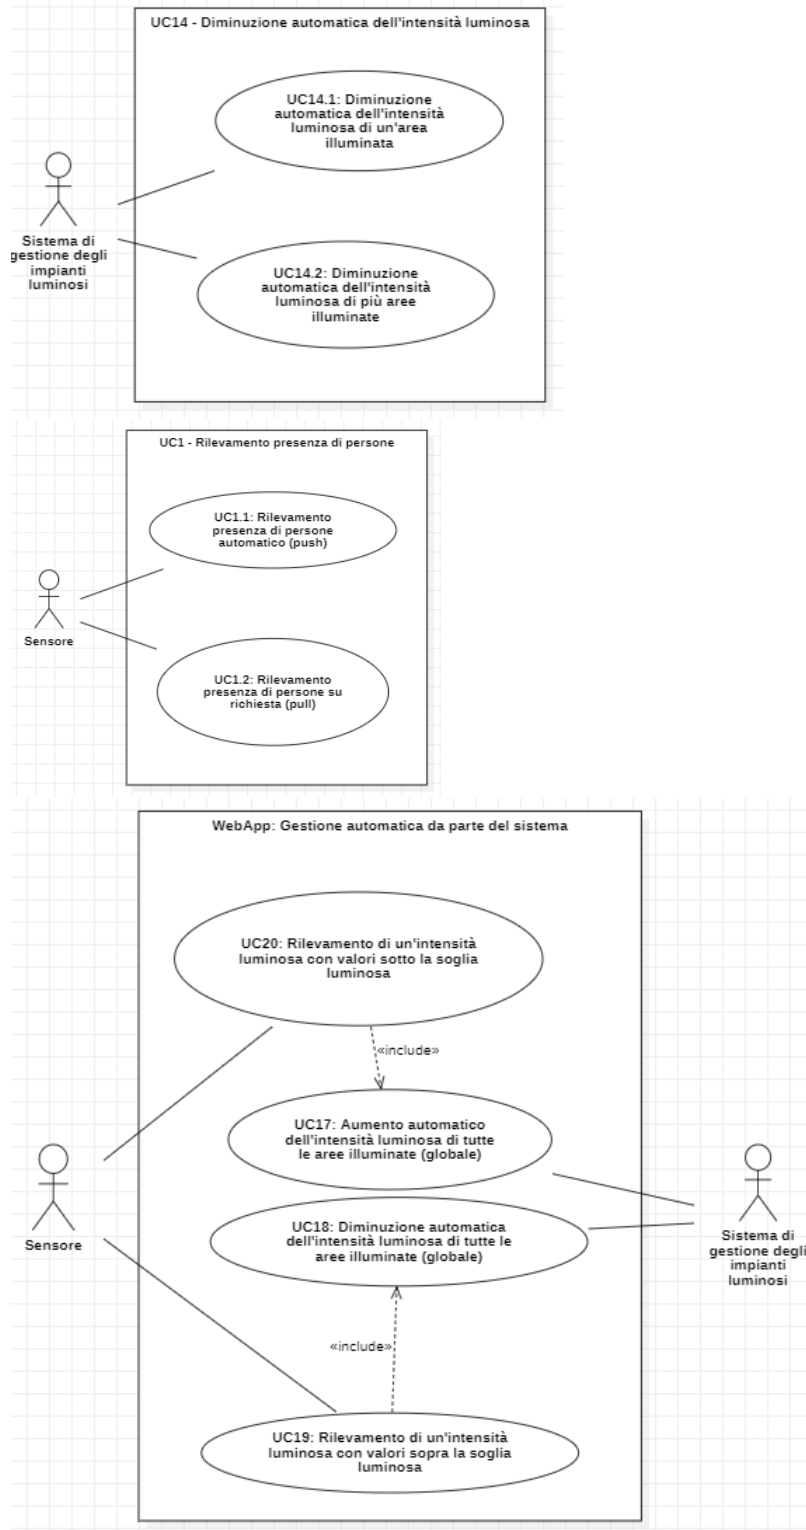 UC14 - Diminuzione automatica dell'intensità luminosa
UC14.1: Diminuzione
automatica dell'intensità
luminosa di un'area
illuminata
Sistema di
gestione degli
impianti
luminosi
UC14.2: Diminuzione
automatica dell'intensità
luminosa di più aree
illuminate
UC1 - Rilevamento presenza di persone
UC1.1: Rilevamento
presenza di persone
automatico (push)
Sensore
UC1.2: Rilevamento
presenza di persone su
richiesta (pull)
WebApp: Gestione automatica da parte del sistema
UC20: Rilevamento di un'intensità
luminosa con valori sotto la soglia
luminosa
«include»
UC17: Aumento automatico
dell'intensità luminosa di tutte
le aree illuminate (globale)
UC18: Diminuzione automatica
dell'intensità luminosa di tutte le
aree illuminate (globale)
Sensore
Sistema di
gestione degli
impianti
luminosi
«include»
UC19: Rilevamento di un'intensità
luminosa con valori sopra la soglia
luminosa